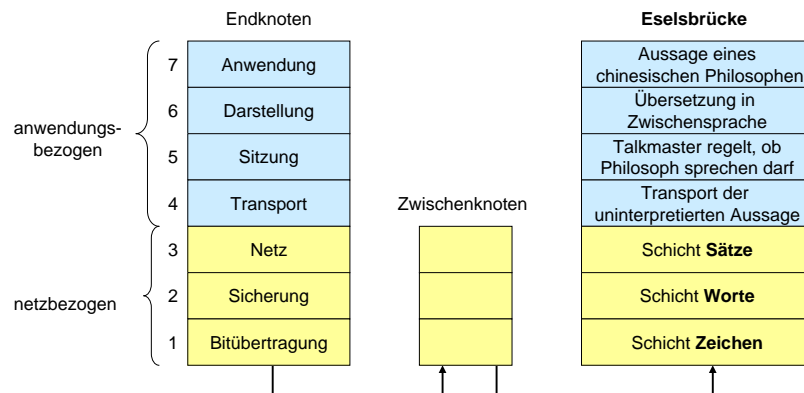 Endknoten
Eselsbrücke
7
Anwendung
Aussage eines
chinesischen Philosophen
6
Darstellung
Übersetzung in
Zwischensprache
anwendungs-
bezogen
5
Sitzung
Talkmaster regelt, ob
Philosoph sprechen darf
4
Transport
Zwischenknoten
Transport der
uninterpretierten Aussage
3
Netz
Schicht Sätze
netzbezogen
2
Sicherung
Schicht Worte
1
Bitübertragung
Schicht Zeichen